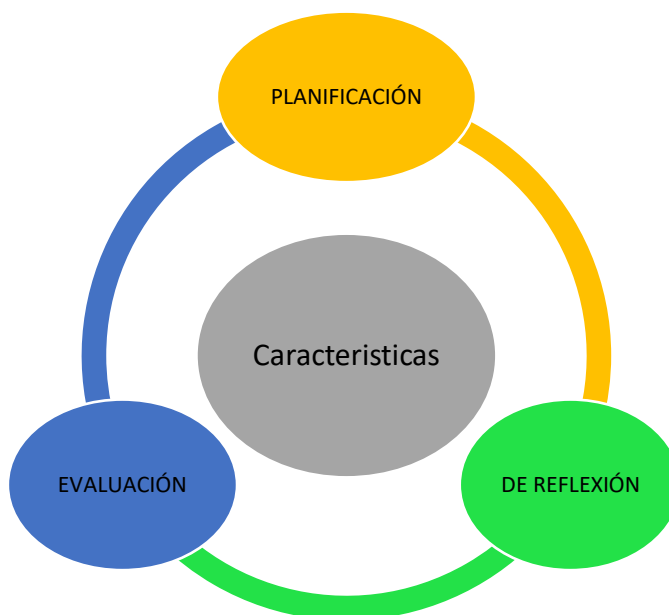 PLANIFICACIÓN
Caracteristicas
EVALUACIÓN
DE REFLEXIÓN